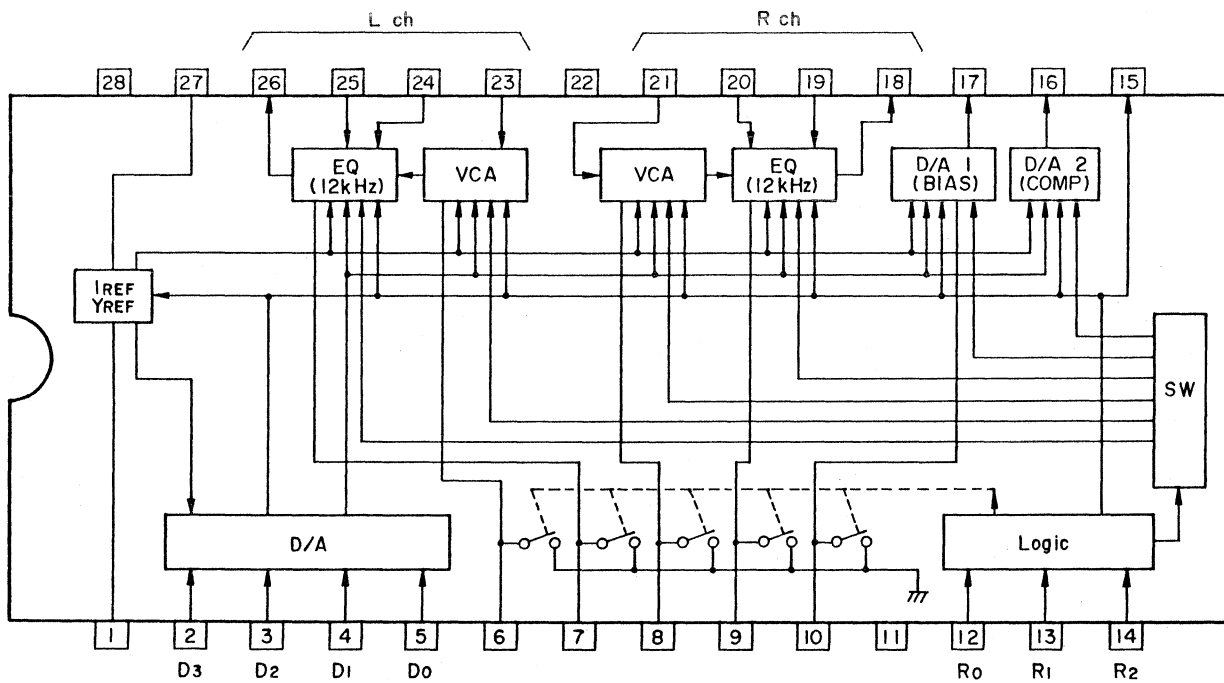 L ch R ch
28 27 26 25 24 23 22 21 20 19 18 17 16 15
EQ
(12kHz)
VCA
VCA
EQ
(12kHz)
D/A 1
(BIAS)
D/A 2
(COMP)
IREF
YREF
SW
D/A
Logic
1 2 3 4 5 6 7 8 9 10 11 12 13 14
D3 D2 D1 D0 R0 R1 R2